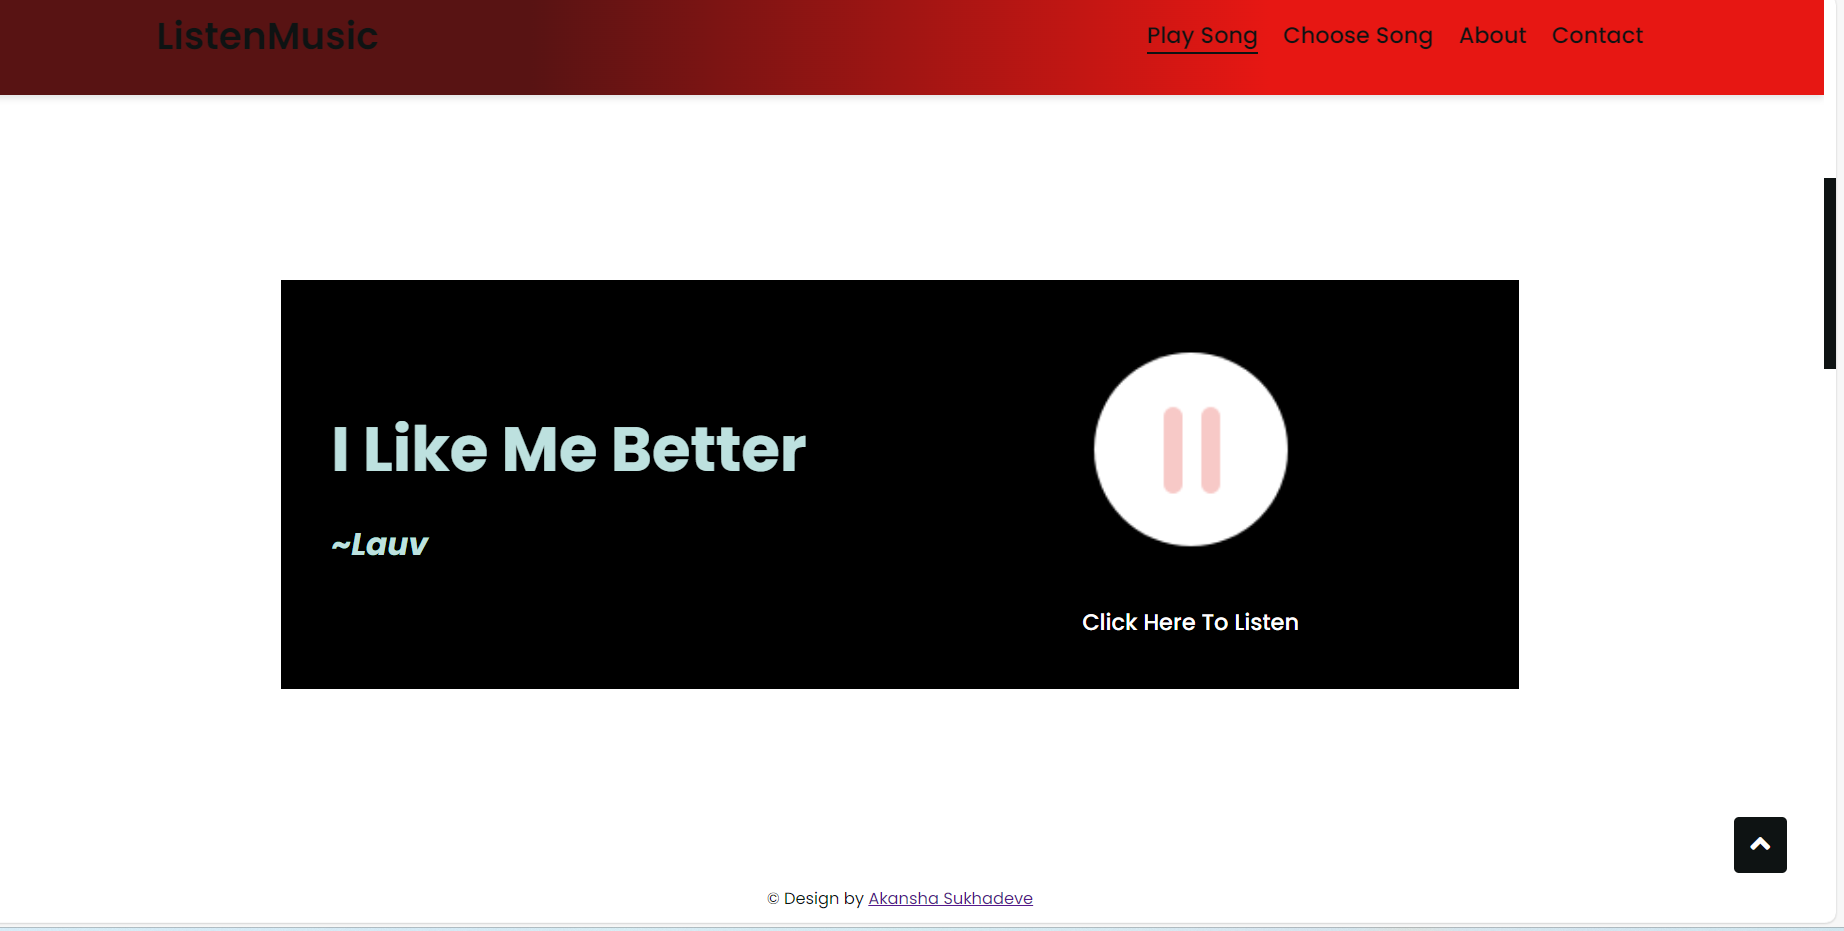 ListenMusic
Play Song Choose Song About Contact
I Like Me Better
~Lauv
Click Here To Listen
© Design by Akansha Sukhadeve